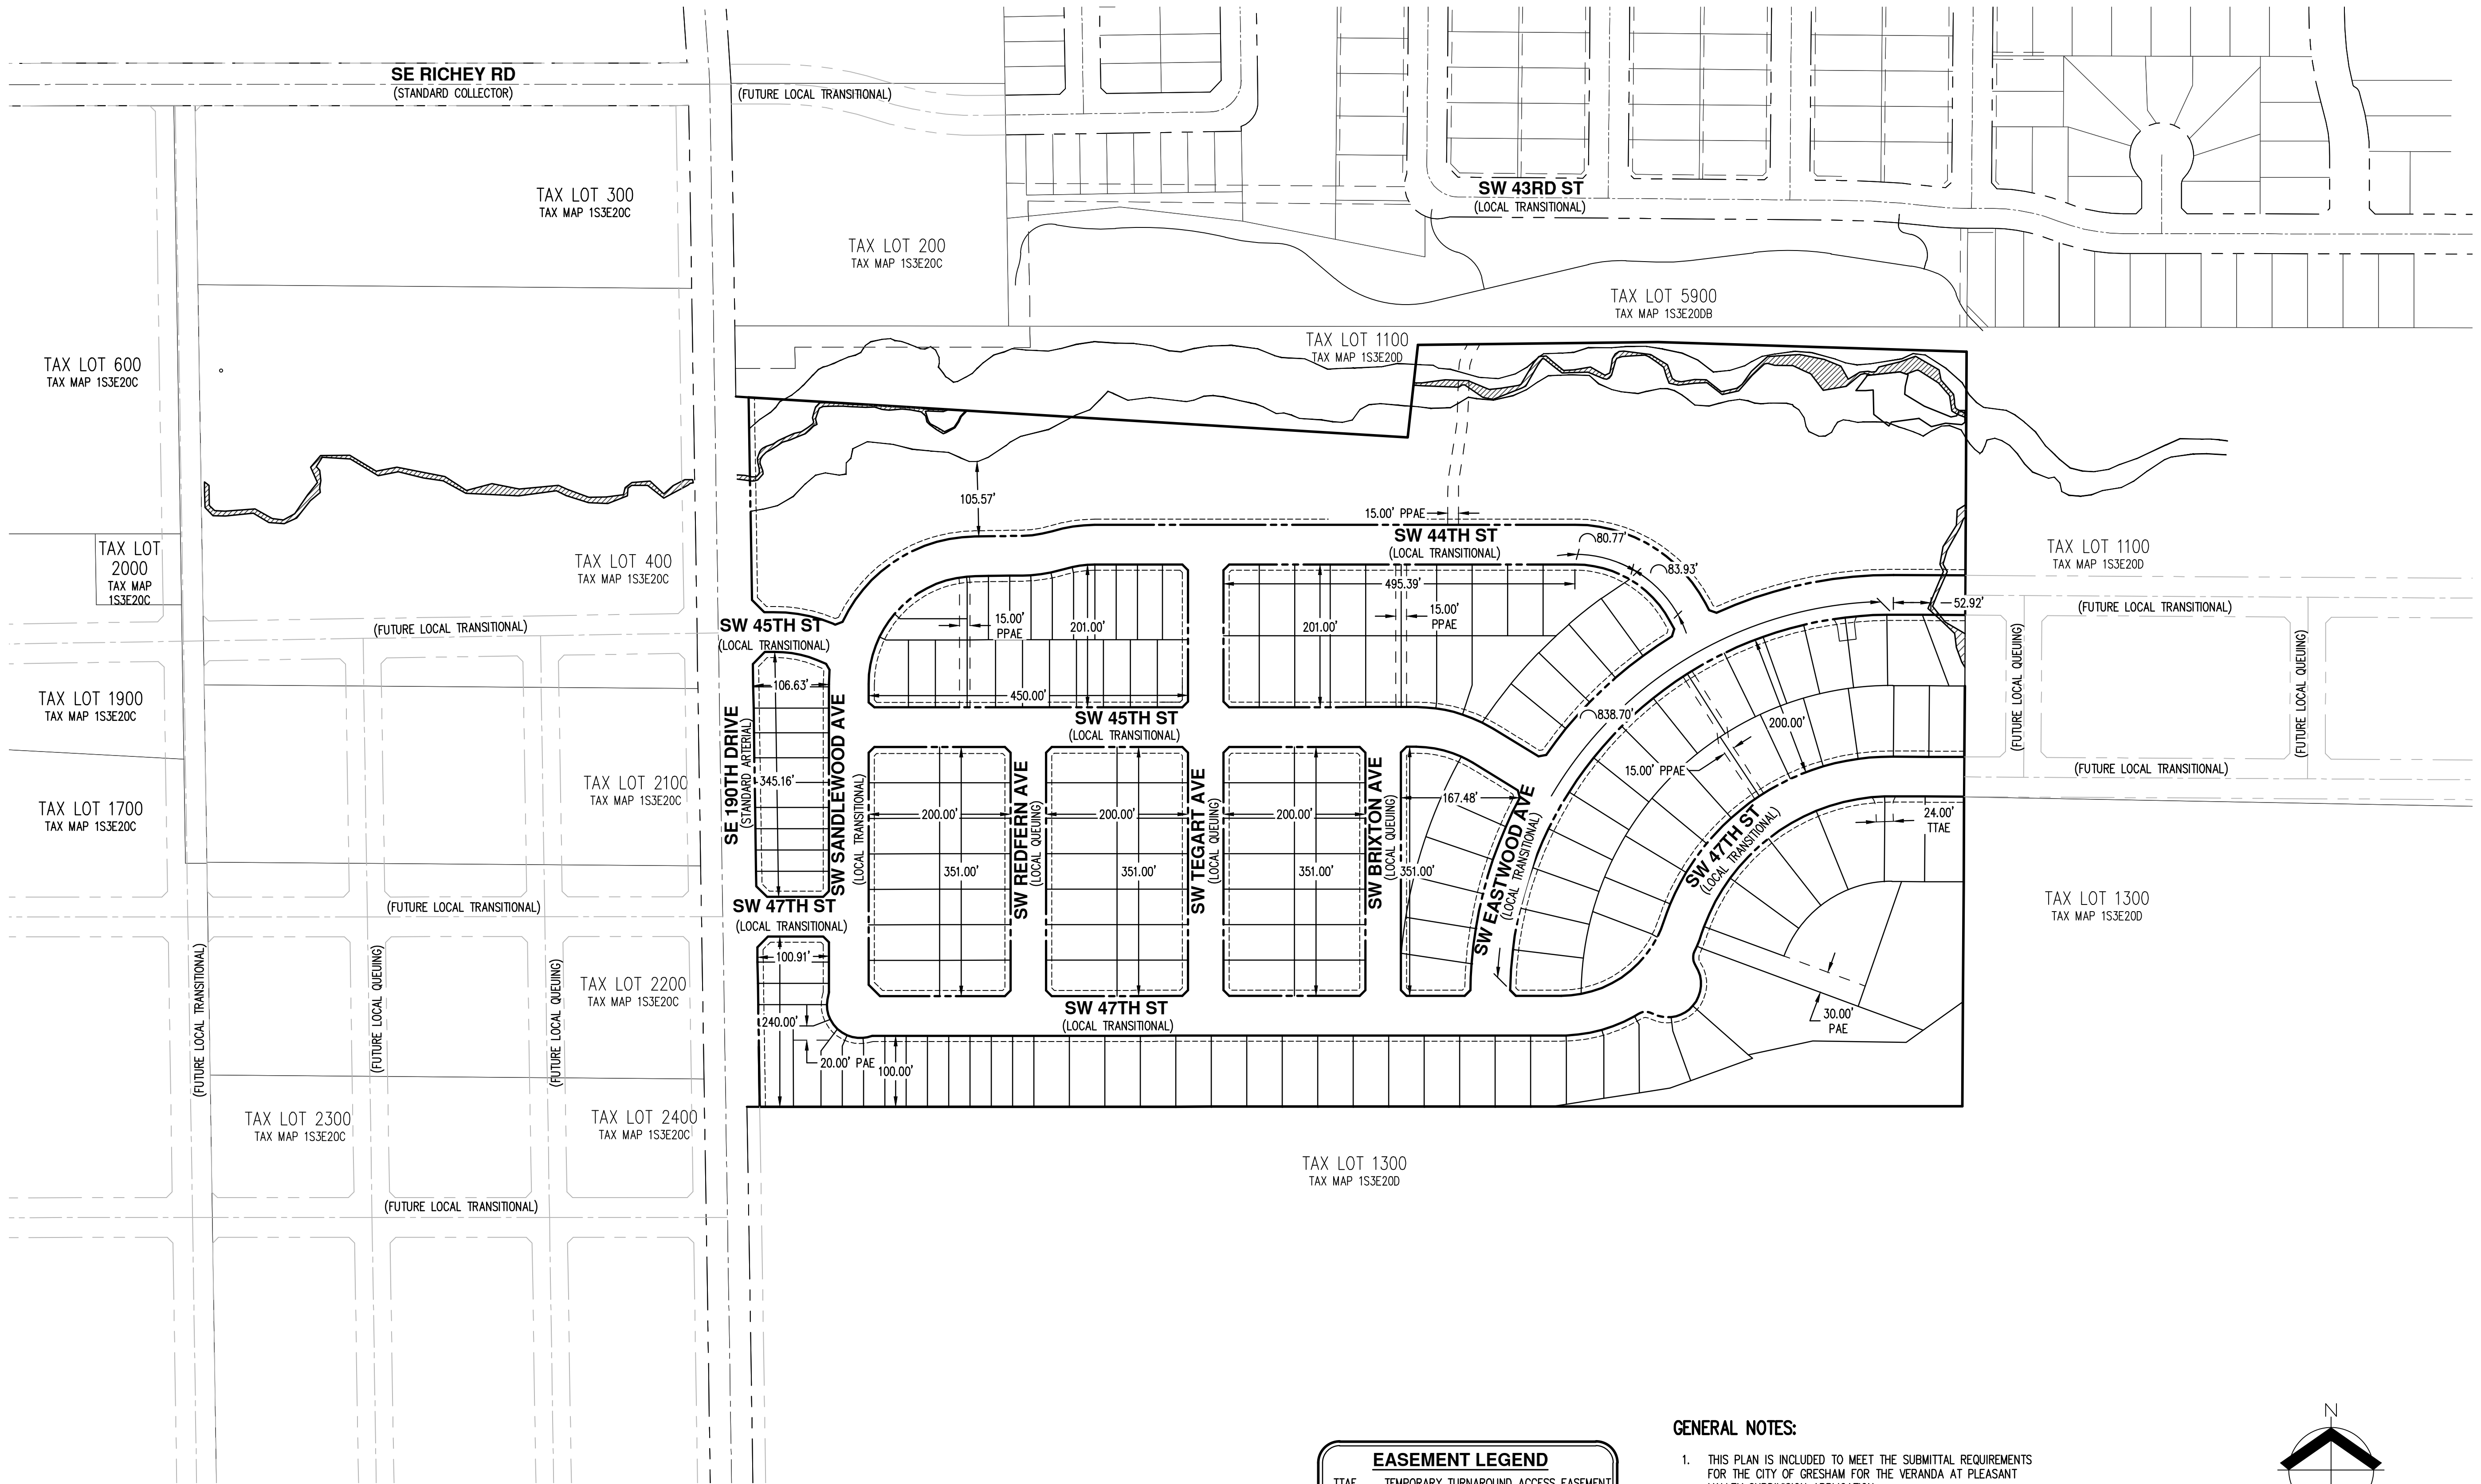 SE RICHEY RD
(STANDARD COLLECTOR)
(FUTURE LOCAL TRANSITIONAL)
TAX LOT 300
TAX MAP 1S3E20C
SW 43RD ST
(LOCAL TRANSITIONAL)
TAX LOT 200
TAX MAP 1S3E20C
TAX LOT 5900
TAX MAP 1S3E20DB
TAX LOT 1100
TAX MAP 1S3E20D
TAX LOT 600
TAX MAP 1S3E20C
105.57'
15.00' PPAE
SW 44TH ST
(LOCAL TRANSITIONAL)
80.77'
83.93'
495.39'
TAX LOT
2000
TAX MAP
1S3E20C
TAX LOT 400
TAX MAP 1S3E20C
TAX LOT 1100
TAX MAP 1S3E20D
52.92'
(FUTURE LOCAL TRANSITIONAL)
(FUTURE LOCAL TRANSITIONAL)
SW 45TH ST
(LOCAL TRANSITIONAL)
15.00'
PPAE
201.00'
201.00'
15.00'
PPAE
(FUTURE LOCAL QUEUING)
(FUTURE LOCAL QUEUING)
106.63'
450.00'
TAX LOT 1900
TAX MAP 1S3E20C
SW 45TH ST
(LOCAL TRANSITIONAL)
838.70'
200.00'
15.00' PPAE
(FUTURE LOCAL TRANSITIONAL)
SE 190TH DRIVE
(STANDARD ARTERIAL)
345.16'
SW SANDLEWOOD AVE
(LOCAL TRANSITIONAL)
TAX LOT 2100
TAX MAP 1S3E20C
TAX LOT 1700
TAX MAP 1S3E20C
200.00'
351.00'
SW REDFERN AVE
(LOCAL QUEUING)
200.00'
351.00'
SW TEGART AVE
(LOCAL QUEUING)
200.00'
351.00'
SW BRIXTON AVE
(LOCAL QUEUING)
167.48'
351.00'
SW EASTWOOD AVE
(LOCAL TRANSITIONAL)
SW 47TH ST
(LOCAL TRANSITIONAL)
24.00'
TTAE
TAX LOT 1300
TAX MAP 1S3E20D
(FUTURE LOCAL TRANSITIONAL)
SW 47TH ST
(LOCAL TRANSITIONAL)
100.91'
(FUTURE LOCAL TRANSITIONAL)
(FUTURE LOCAL QUEUING)
(FUTURE LOCAL QUEUING)
TAX LOT 2200
TAX MAP 1S3E20C
240.00'
20.00' PAE
100.00'
SW 47TH ST
(LOCAL TRANSITIONAL)
30.00'
PAE
TAX LOT 2300
TAX MAP 1S3E20C
TAX LOT 2400
TAX MAP 1S3E20C
TAX LOT 1300
TAX MAP 1S3E20D
(FUTURE LOCAL TRANSITIONAL)
N
GENERAL NOTES:
1. THIS PLAN IS INCLUDED TO MEET THE SUBMITTAL REQUIREMENTS
FOR THE CITY OF GRESHAM FOR THE VERANDA AT PLEASANT
EASEMENT LEGEND
TTAE TEMPORARY TURNAROUND ACCESS EASEMENT